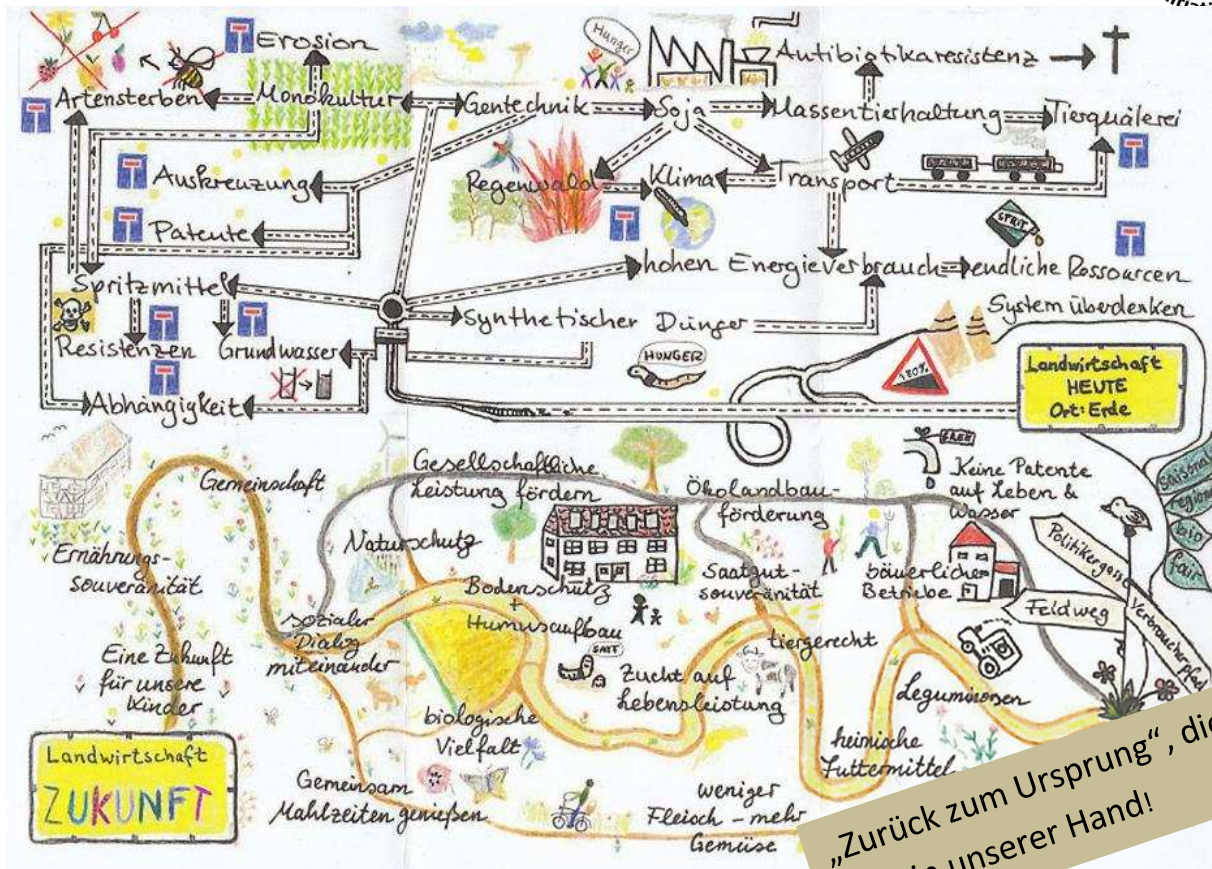 Erosion
Hunger
Antibiotikaresistenz
Artensterben
Monokultur
Gentechnik
Soja
Massentierhaltung
Tierquälerei
Auskreuzung
Regenwald
Klima
Transport
Patente
SPRIT
Spritzmittel
hohen Energieverbrauch
endliche Ressourcen
Synthetischer Dünger
System überdenken
Resistenzen
Grundwasser
HUNGER
120%
Landwirtschaft
HEUTE
Ort: Erde
Abhängigkeit
Gemeinschaft
Gesellschaftliche
Leistung fördern
Ökolandbau-
förderung
FREE
Keine Patente
auf Leben &
Wasser
saisonal
regional
bio
fair
Ernährungs-
souveränität
Naturschutz
Bodenschutz
+
Humusaufbau
Saatgut-
souveränität
bäuerliche
Betriebe
Politikergasse
Feldweg
Verbraucherpfad
sozialer
Dialog
miteinander
SATT
tiergerecht
Eine Zukunft
für unsere
Kinder
Zucht auf
Lebensleistung
Leguminosen
biologische
Vielfalt
heimische
Futtermittel
Landwirtschaft
ZUKUNFT
Gemeinsam
Mahlzeiten genießen
weniger
Fleisch – mehr
Gemüse
„Zurück zum Ursprung“, die
unserer Hand!